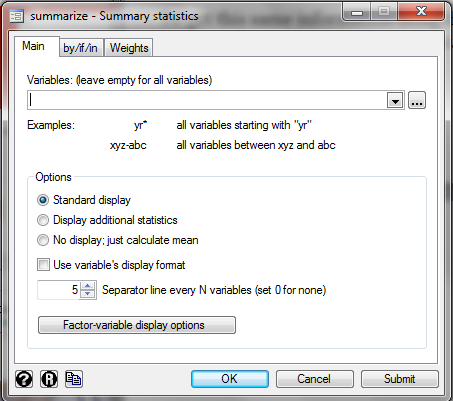 summarize - Summary statistics
Main by/if/in Weights
Variables: (leave empty for all variables)
...
Examples: yr* all variables starting with "yr"
xyz-abc all variables between xyz and abc
Options
Standard display
Display additional statistics
No display; just calculate mean
Use variable's display format
5 Separator line every N variables (set 0 for none)
Factor-variable display options
? R OK Cancel Submit